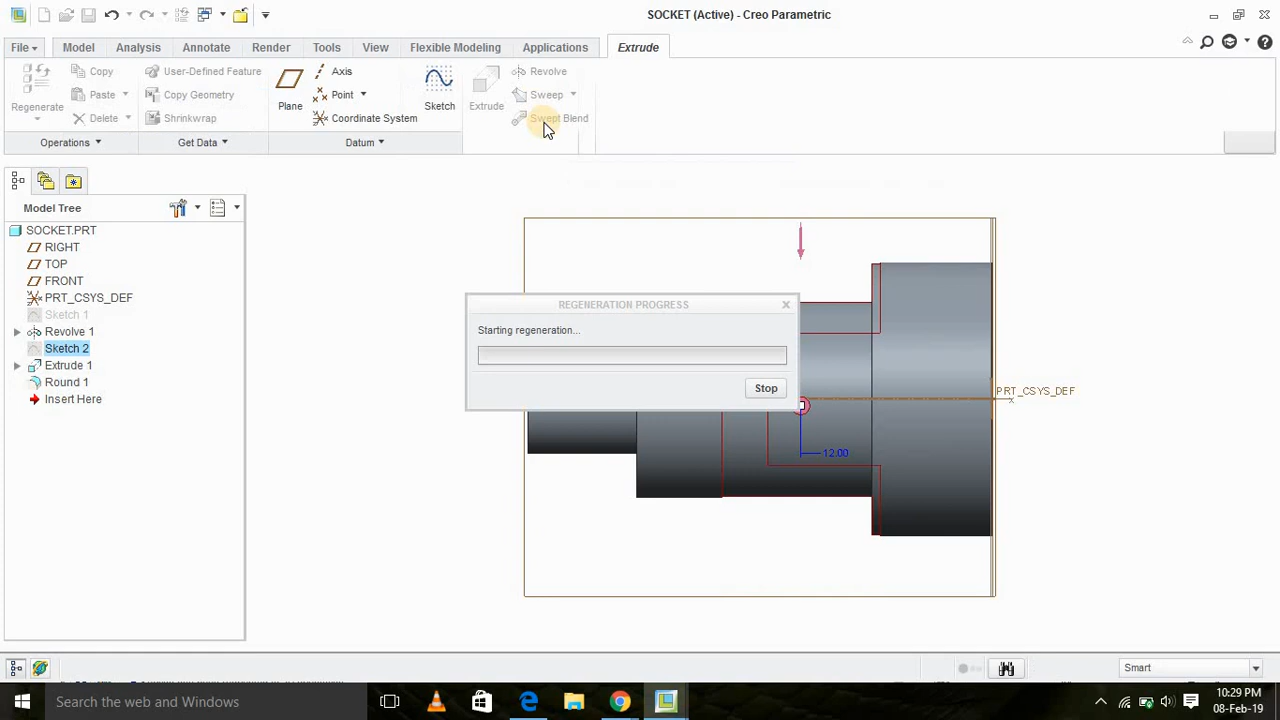 SOCKET (Active) - Creo Parametric
File Model Analysis Annotate Render Tools View Flexible Modeling Applications Extrude
Regenerate
Copy
Paste
Delete
User-Defined Feature
Copy Geometry
Shrinkwrap
Plane
Axis
Point
Coordinate System
Sketch
Extrude
Revolve
Sweep
Swept Blend
Operations
Get Data
Datum
Model Tree
SOCKET.PRT
RIGHT
TOP
FRONT
PRT_CSYS_DEF
Sketch 1
Revolve 1
Sketch 2
Extrude 1
Round 1
Insert Here
REGENERATION PROGRESS
Starting regeneration...
Stop
PRT_CSYS_DEF
12.00
Smart
Search the web and Windows
10:29 PM
08-Feb-19